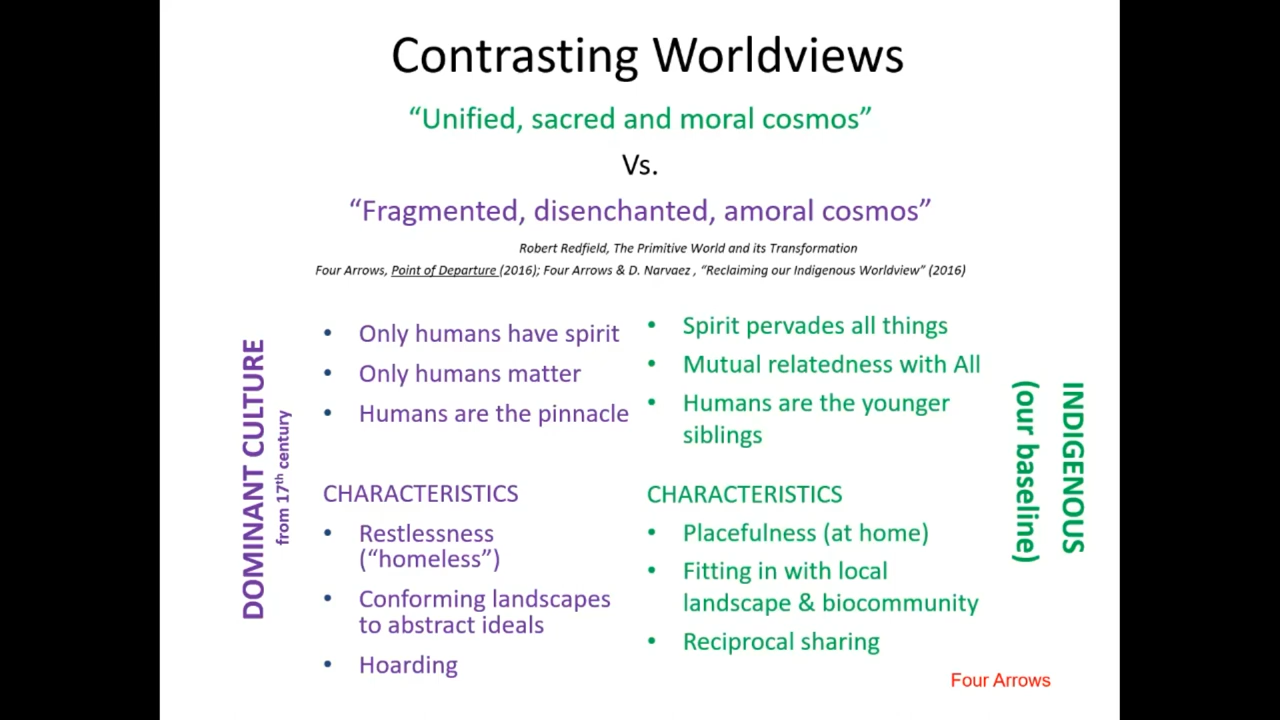 Contrasting Worldviews
“Unified, sacred and moral cosmos”
Vs.
“Fragmented, disenchanted, amoral cosmos”
Robert Redfield, The Primitive World and its Transformation
Four Arrows, Point of Departure (2016); Four Arrows & D. Narvaez , “Reclaiming our Indigenous Worldview” (2016)
DOMINANT CULTURE
from 17th century
• Only humans have spirit
• Only humans matter
• Humans are the pinnacle
CHARACTERISTICS
• Restlessness
(“homeless”)
• Conforming landscapes
to abstract ideals
• Hoarding
• Spirit pervades all things
• Mutual relatedness with All
• Humans are the younger
siblings
CHARACTERISTICS
• Placefulness (at home)
• Fitting in with local
landscape & biocommunity
• Reciprocal sharing
INDIGENOUS
(our baseline)
Four Arrows